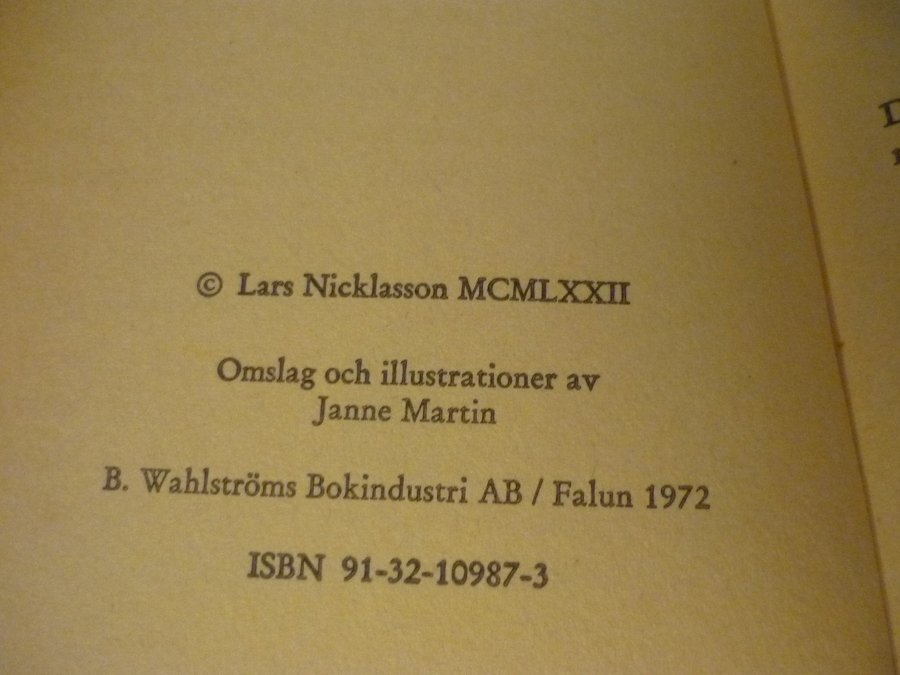 © Lars Nicklasson MCMLXXII
Omslag och illustrationer av
Janne Martin
B. Wahlströms Bokindustri AB / Falun 1972
ISBN 91-32-10987-3